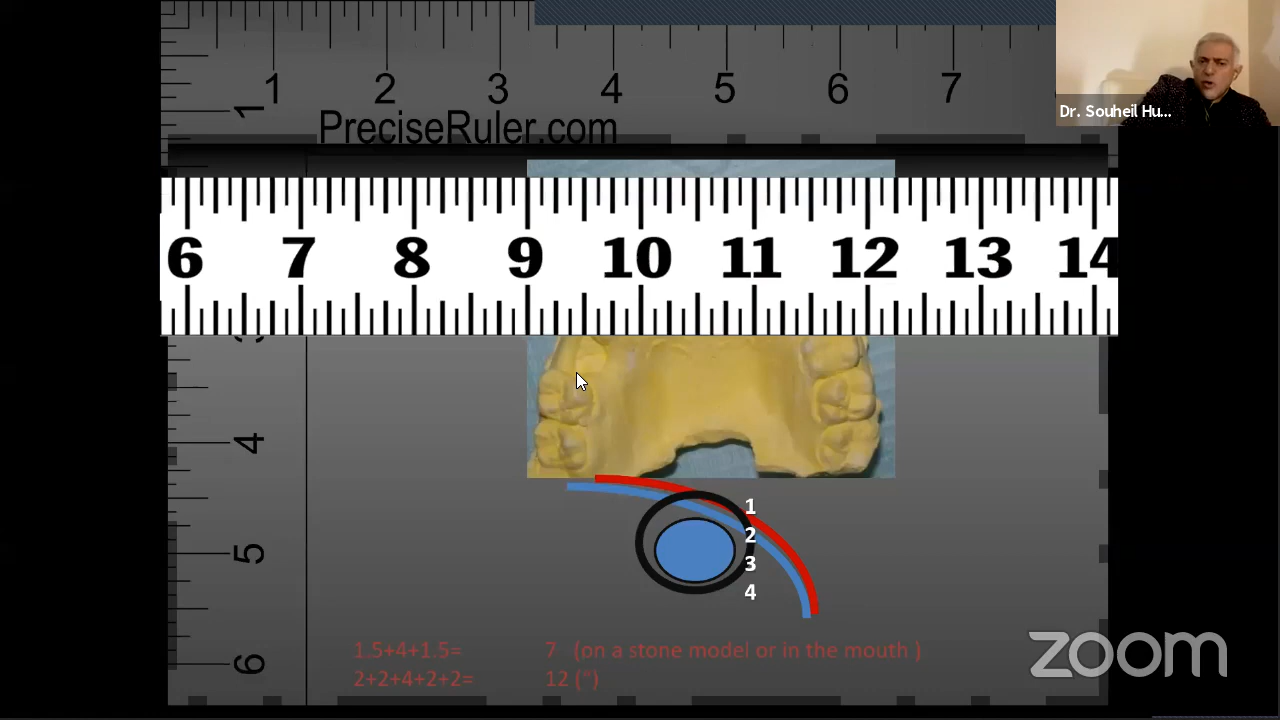 1 2 3 4 5 6 7
1
PreciseRuler.com
Dr. Souheil Hu...
6 7 8 9 10 11 12 13 14
4
1
2
3
4
5
1.5+4+1.5= 7 (on a stone model or in the mouth )
2+2+4+2+2= 12 (")
6
zoom